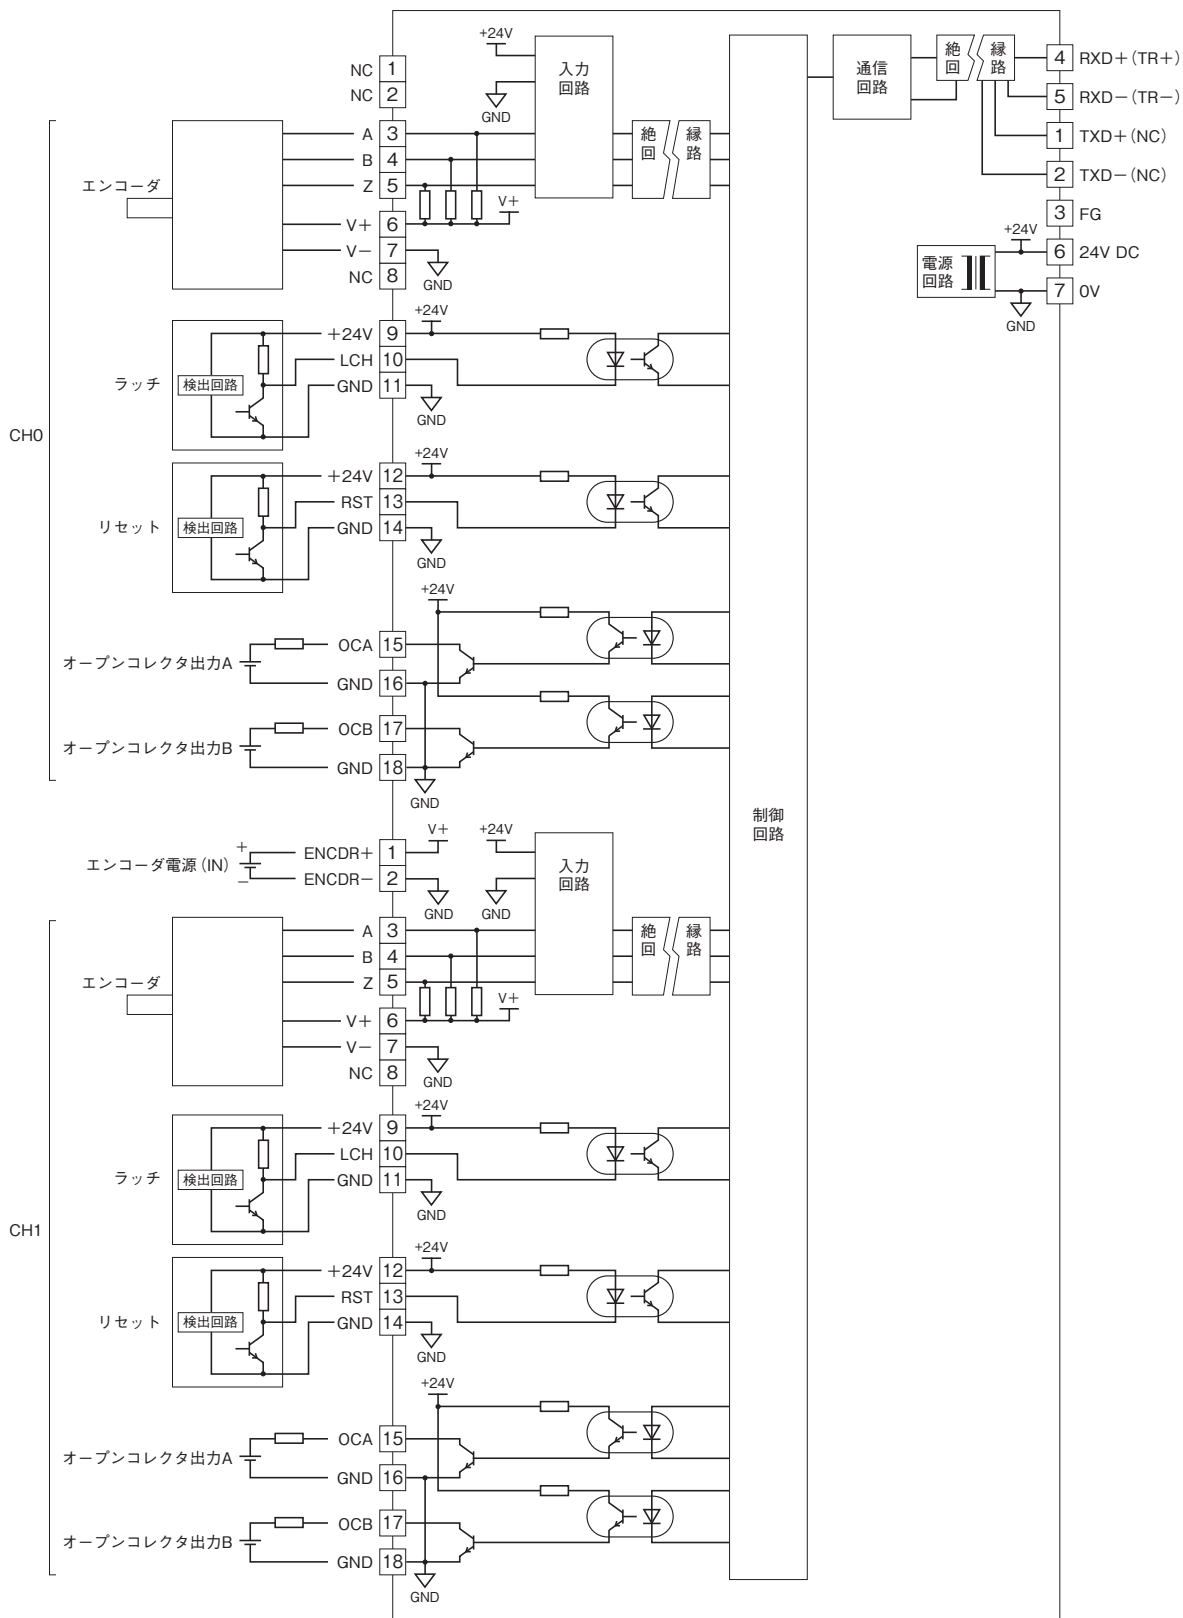 +24V
NC 1
NC 2
GND
入力
回路
A 3
B 4
Z 5
絶 縁
回 路
エンコーダ
V+
V+ 6
V− 7
NC 8
GND
+24V
+24V 9
LCH 10
GND 11
検出回路
ラッチ
GND
CH0
+24V
+24V 12
RST 13
GND 14
検出回路
リセット
GND
+24V
OCA 15
オープンコレクタ出力A
GND 16
OCB 17
オープンコレクタ出力B
GND 18
GND
V+
+24V
エンコーダ電源(IN)
+
−
ENCDR+ 1
ENCDR− 2
GND
GND
入力
回路
A 3
B 4
Z 5
絶 縁
回 路
エンコーダ
V+
V+ 6
V− 7
NC 8
GND
+24V
+24V 9
LCH 10
GND 11
検出回路
ラッチ
GND
CH1
+24V
+24V 12
RST 13
GND 14
検出回路
リセット
GND
+24V
OCA 15
オープンコレクタ出力A
GND 16
OCB 17
オープンコレクタ出力B
GND 18
GND
制御
回路
通信
回路
絶 縁
回 路
4 RXD+(TR+)
5 RXD−(TR−)
1 TXD+(NC)
2 TXD−(NC)
3 FG
+24V
6 24V DC
電源
回路
7 0V
GND